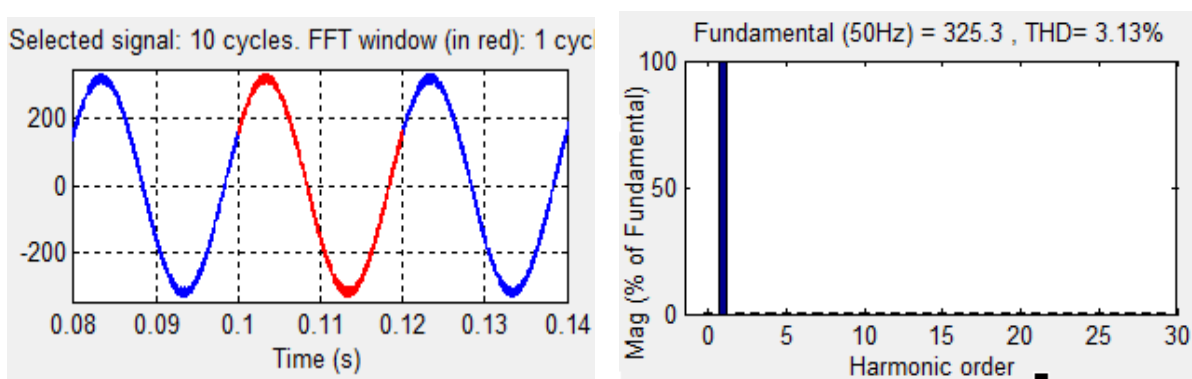 Selected signal: 10 cycles. FFT window (in red): 1 cycl
200
0
-200
0.08 0.09 0.1 0.11 0.12 0.13 0.14
Time (s)
Fundamental (50Hz) = 325.3 , THD= 3.13%
Mag (% of Fundamental)
100
50
0
0 5 10 15 20 25 30
Harmonic order